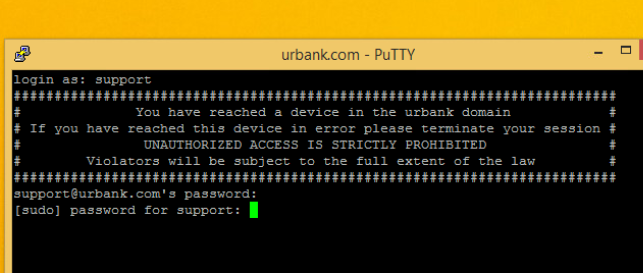 urbank.com - PuTTY
login as: support
###########################################################################
# You have reached a device in the urbank domain #
# If you have reached this device in error please terminate your session #
# UNAUTHORIZED ACCESS IS STRICTLY PROHIBITED #
# Violators will be subject to the full extent of the law #
###########################################################################
support@urbank.com's password:
[sudo] password for support: